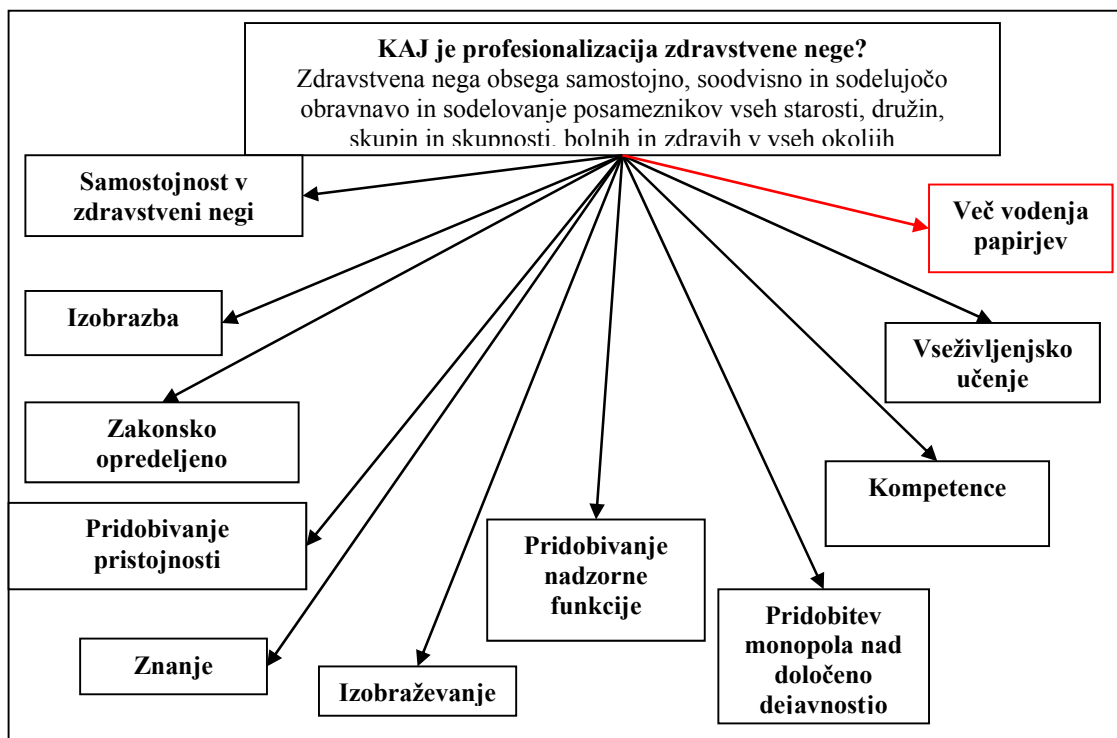 KAJ je profesionalizacija zdravstvene nege?
Zdravstvena nega obsega samostojno, soodvisno in sodelujočo
obravnavo in sodelovanje posameznikov vseh starosti, družin,
skupin in skupnosti, bolnih in zdravih v vseh okoljih
Samostojnost v
zdravstveni negi
Več vodenja
papirjev
Izobrazba
Vseživljenjsko
učenje
Zakonsko
opredeljeno
Kompetence
Pridobivanje
pristojnosti
Pridobivanje
nadzorne
funkcije
Pridobitev
monopola nad
določeno
dejavnostjo
Znanje
Izobraževanje